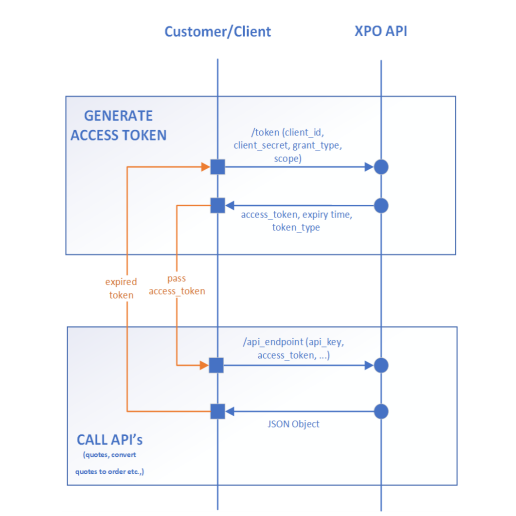 Customer/Client
XPO API
GENERATE
ACCESS TOKEN
/token (client_id,
client_secret, grant_type,
scope)
access_token, expiry time,
token_type
expired
token
pass
access_token
/api_endpoint (api_key,
access_token, ...)
JSON Object
CALL API's
(quotes, convert
quotes to order etc.,)